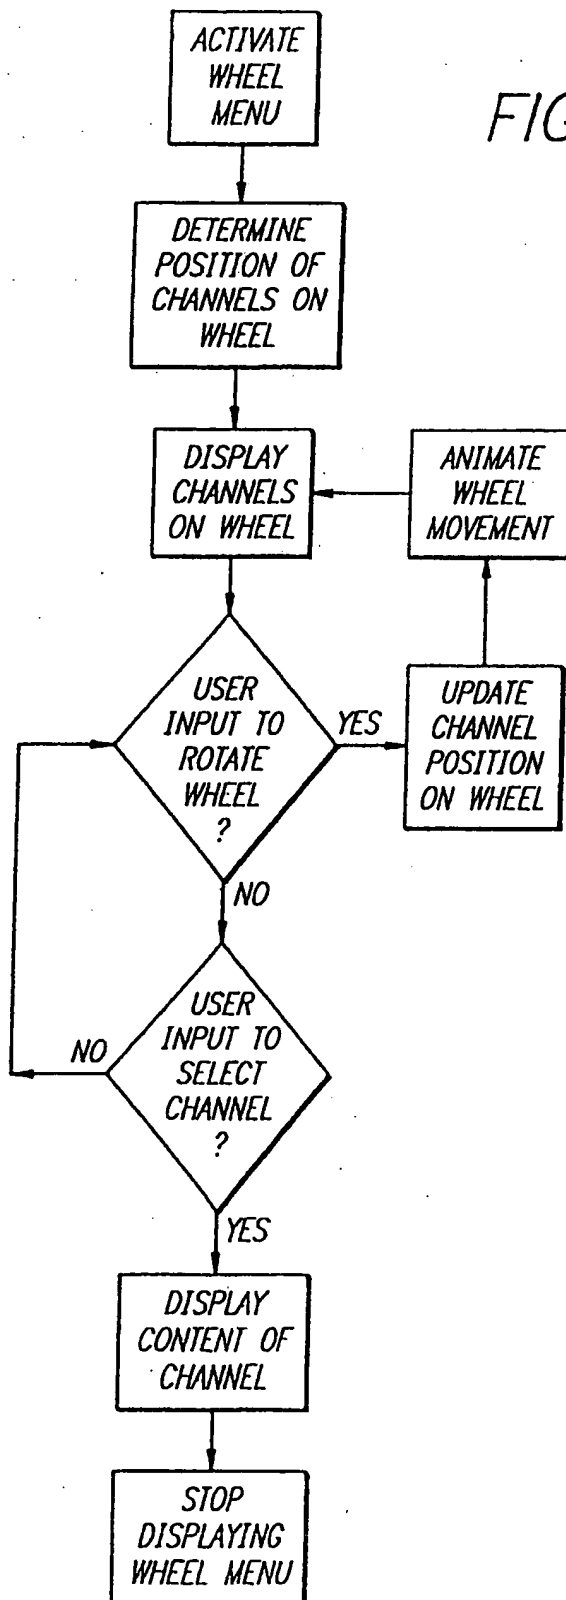 ACTIVATE
WHEEL
MENU
FIG
DETERMINE
POSITION OF
CHANNELS ON
WHEEL
DISPLAY
CHANNELS
ON WHEEL
ANIMATE
WHEEL
MOVEMENT
USER
INPUT TO
ROTATE
WHEEL
?
YES
UPDATE
CHANNEL
POSITION
ON WHEEL
NO
USER
INPUT TO
SELECT
CHANNEL
?
NO
YES
DISPLAY
CONTENT OF
CHANNEL
STOP
DISPLAYING
WHEEL MENU